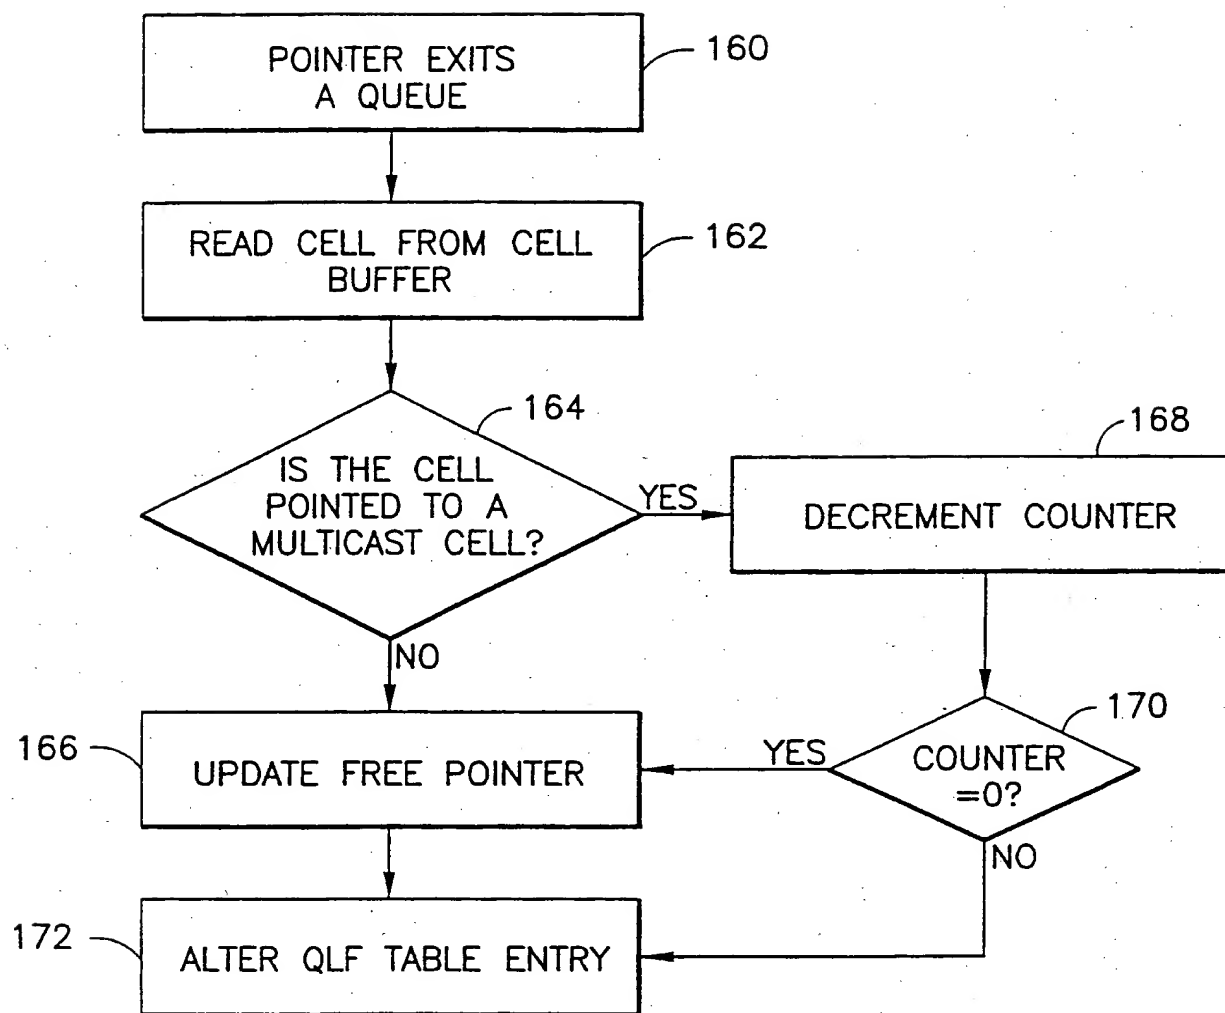 POINTER EXITS
A QUEUE
160
READ CELL FROM CELL
BUFFER
162
164
IS THE CELL
POINTED TO A
MULTICAST CELL?
YES
168
DECREMENT COUNTER
NO
166
UPDATE FREE POINTER
YES
170
COUNTER
=0?
NO
172
ALTER QLF TABLE ENTRY